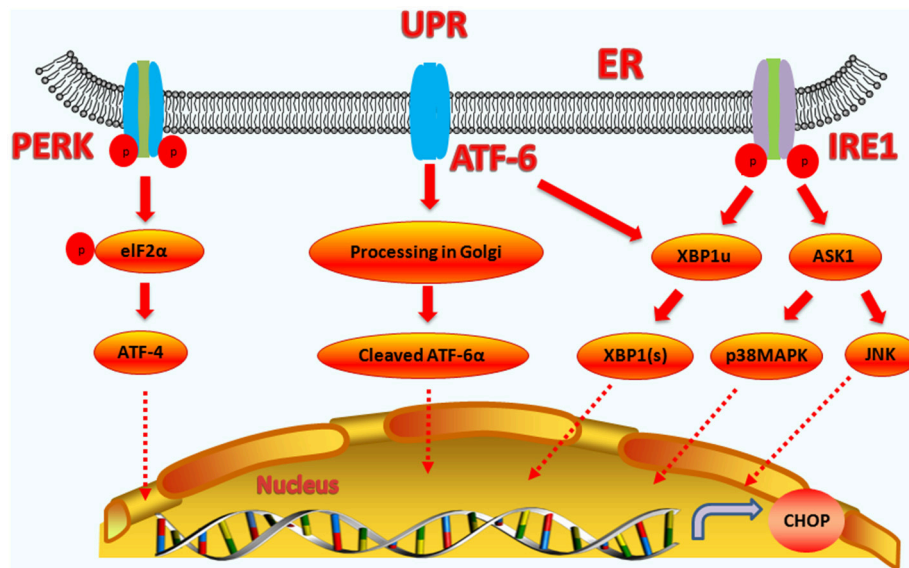 UPR
ER
PERK
P
P
ATF-6
P
P
IRE1
P
eIF2α
Processing in Golgi
XBP1u
ASK1
ATF-4
Cleaved ATF-6α
XBP1(s)
p38MAPK
JNK
Nucleus
CHOP